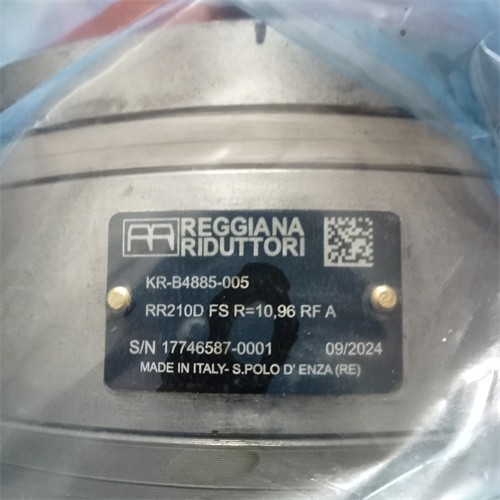 REGGIANA
RIDUTTORI
KR-B4885-005
RR210D FS R=10,96 RF A
S/N 17746587-0001 09/2024
MADE IN ITALY- S.POLO D' ENZA (RE)